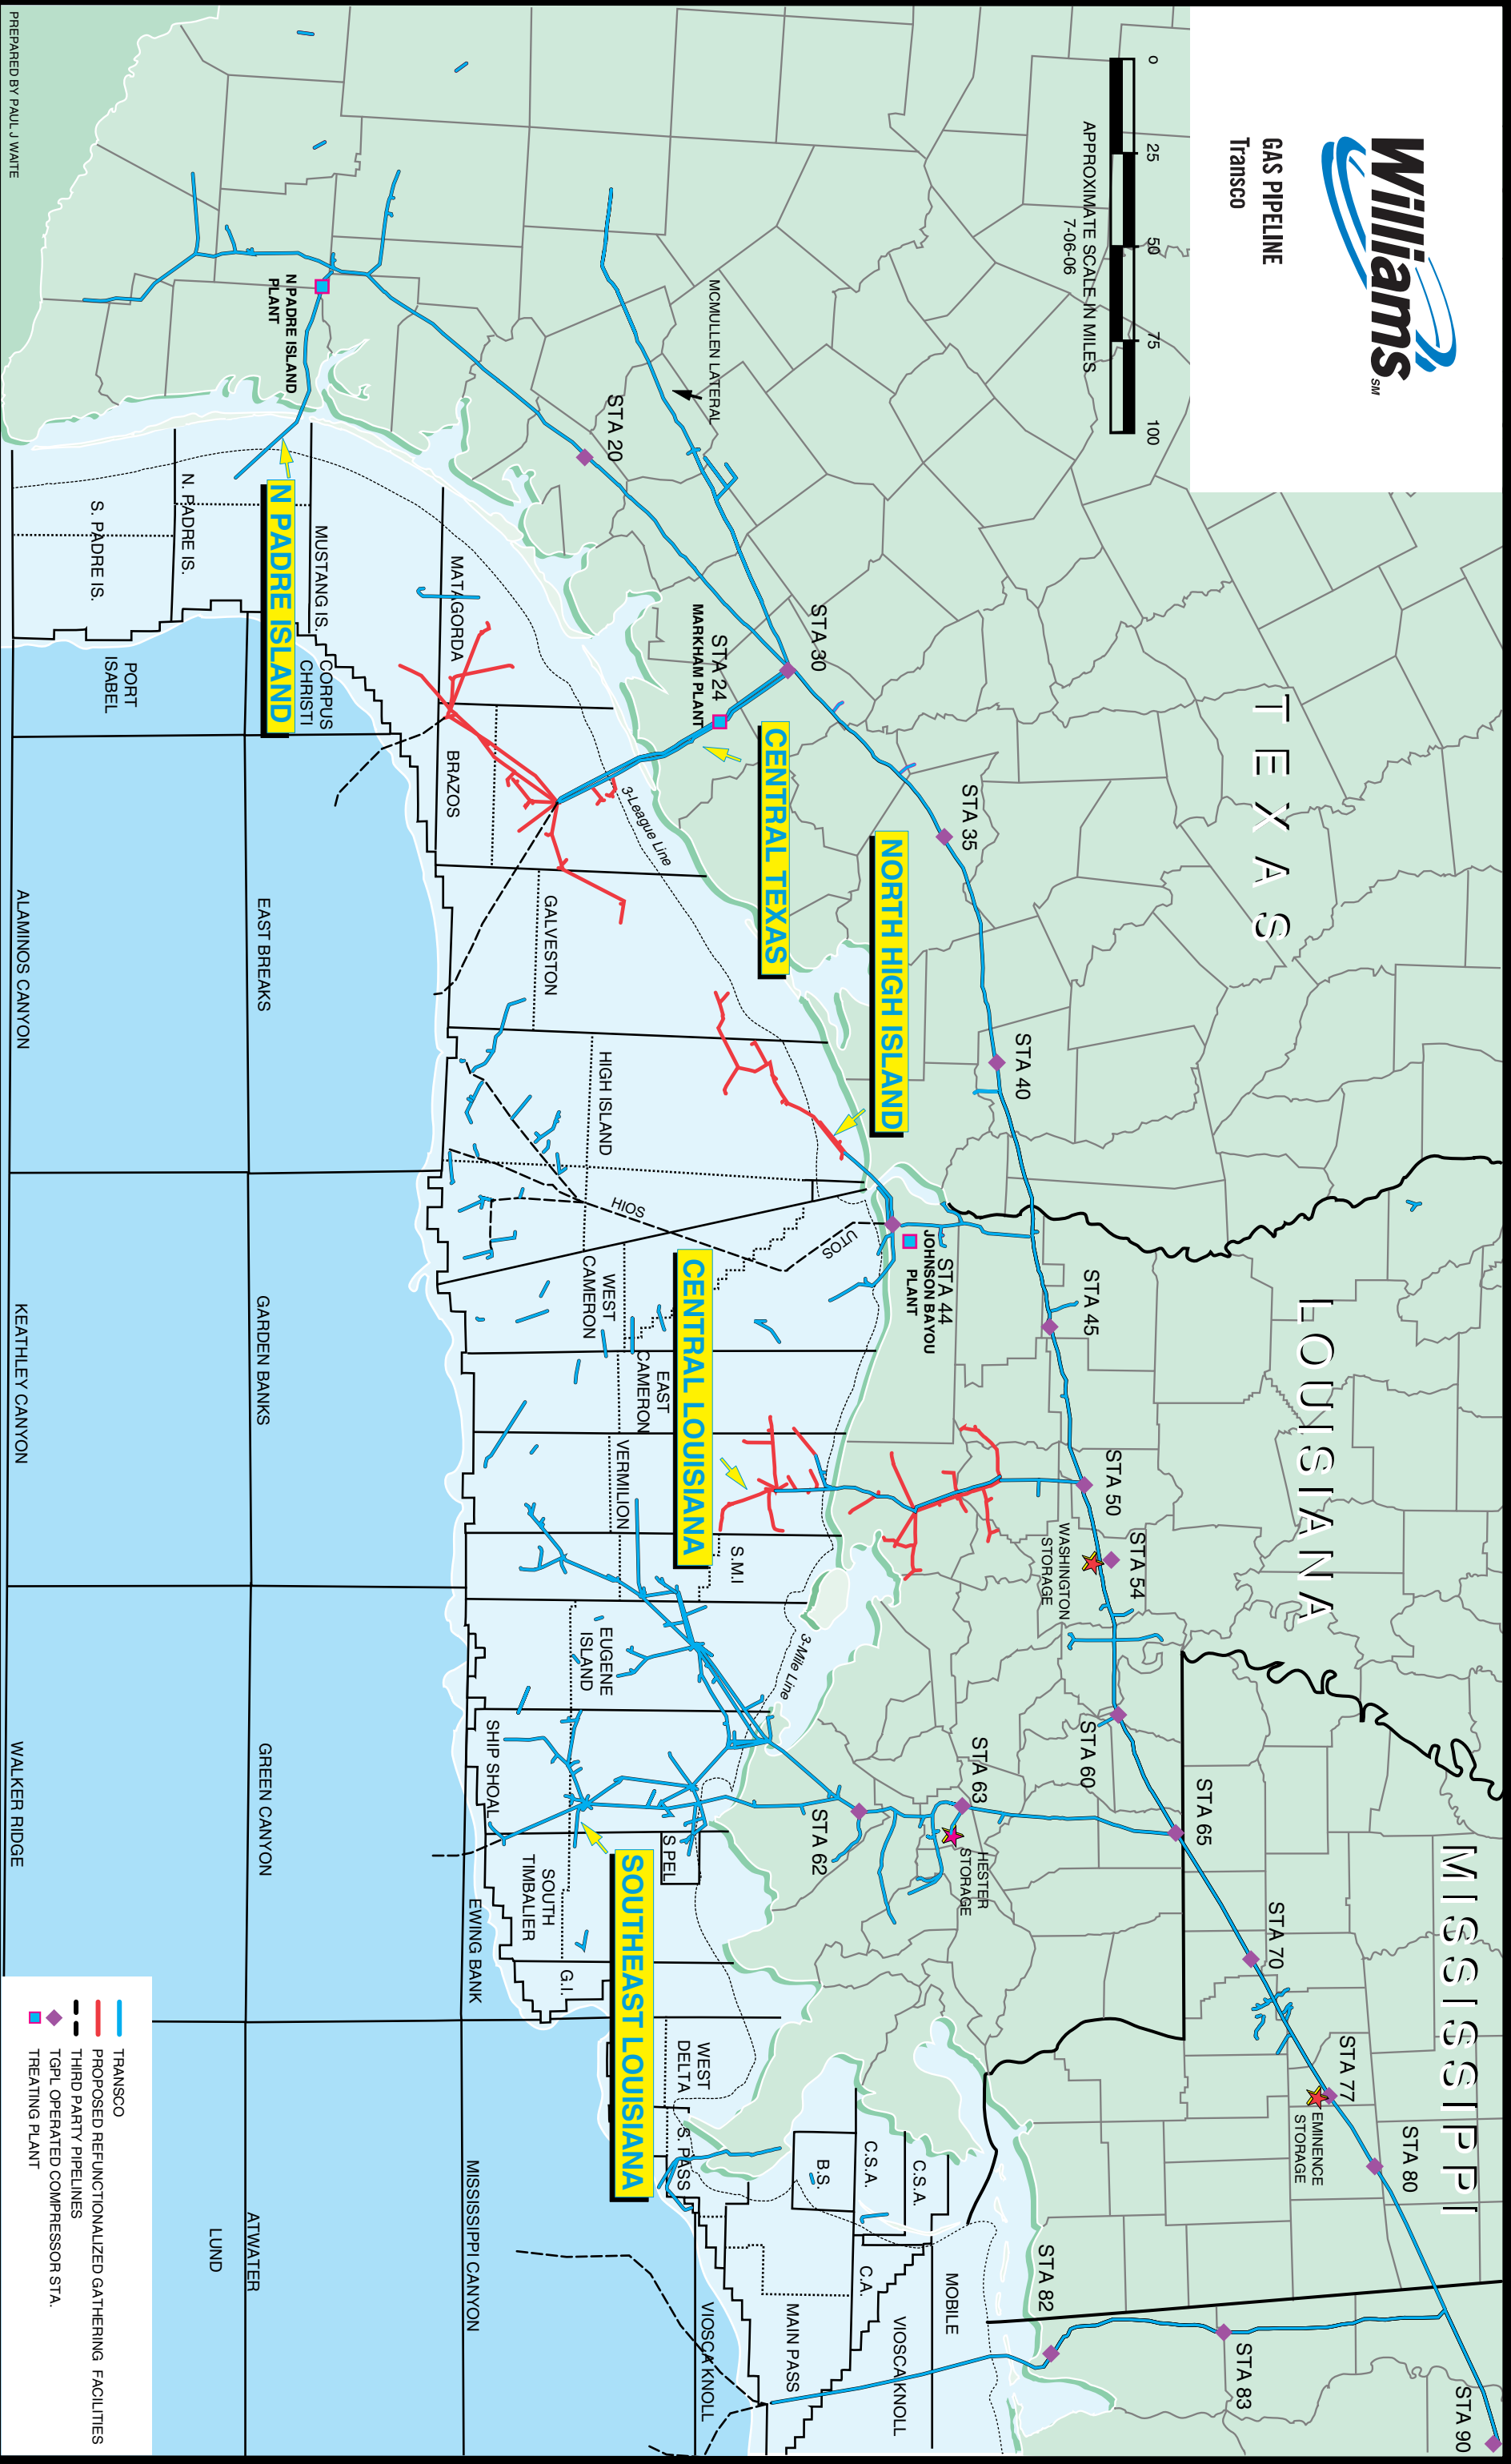 Williams
SM
GAS PIPELINE
Transco
0
25
50
75
100
APPROXIMATE SCALE IN MILES
7-06-06
TEXAS
LOUISIANA
MISSISSIPPI
STA 90
STA 80
STA 77
EMINENCE
STORAGE
STA 70
STA 83
STA 65
STA 54
WASHINGTON
STORAGE
STA 50
STA 45
STA 60
STA 82
STA 40
STA 35
STA 63
HESTER
STORAGE
STA 44
JOHNSON BAYOU
PLANT
NORTH HIGH ISLAND
STA 62
STA 30
CENTRAL TEXAS
STA 24
MARKHAM PLANT
MCMULLEN LATERAL
STA 20
MOBILE
C.S.A.
C.S.A.
C.A.
VIOSCA KNOLL
B.S.
MAIN PASS
VIOSCA KNOLL
3-League Line
3-Mile Line
UTOS
HIOS
S.M.I
CENTRAL LOUISIANA
WEST
DELTA
S. PASS
S PEL
SOUTHEAST LOUISIANA
EAST
CAMERON
WEST
CAMERON
VERMILION
HIGH ISLAND
EUGENE
ISLAND
GALVESTON
G.I.
SOUTH
TIMBALIER
SHIP SHOAL
EWING BANK
MISSISSIPPI CANYON
MATAGORDA
BRAZOS
MUSTANG IS.
CORPUS
CHRISTI
N PADRE ISLAND
PLANT
N PADRE ISLAND
N. PADRE IS.
S. PADRE IS.
PORT
ISABEL
EAST BREAKS
GARDEN BANKS
GREEN CANYON
ATWATER
LUND
ALAMINOS CANYON
KEATHLEY CANYON
WALKER RIDGE
TRANSCO
PROPOSED REFUNCTIONALIZED GATHERING FACILITIES
THIRD PARTY PIPELINES
TGPL OPERATED COMPRESSOR STA.
TREATING PLANT
PREPARED BY PAUL J WAITE